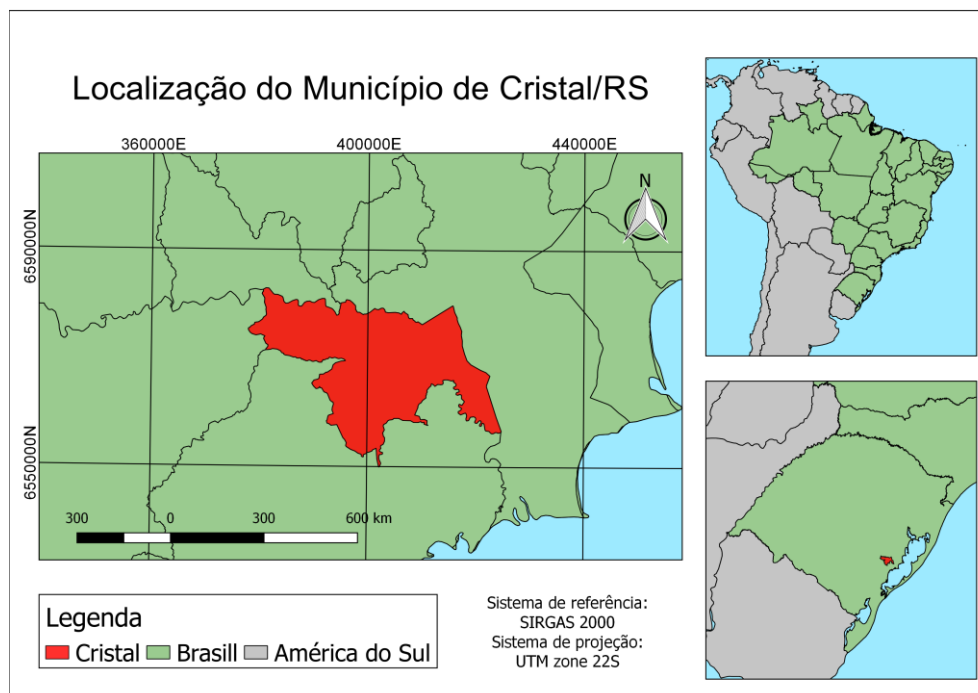 Localização do Município de Cristal/RS
360000E 400000E 4400000E
6590000N
N
6550000N
300 0 300 600 km
Legenda
Cristal Brasill América do Sul
Sistema de referência:
SIRGAS 2000
Sistema de projeção:
UTM zone 22S